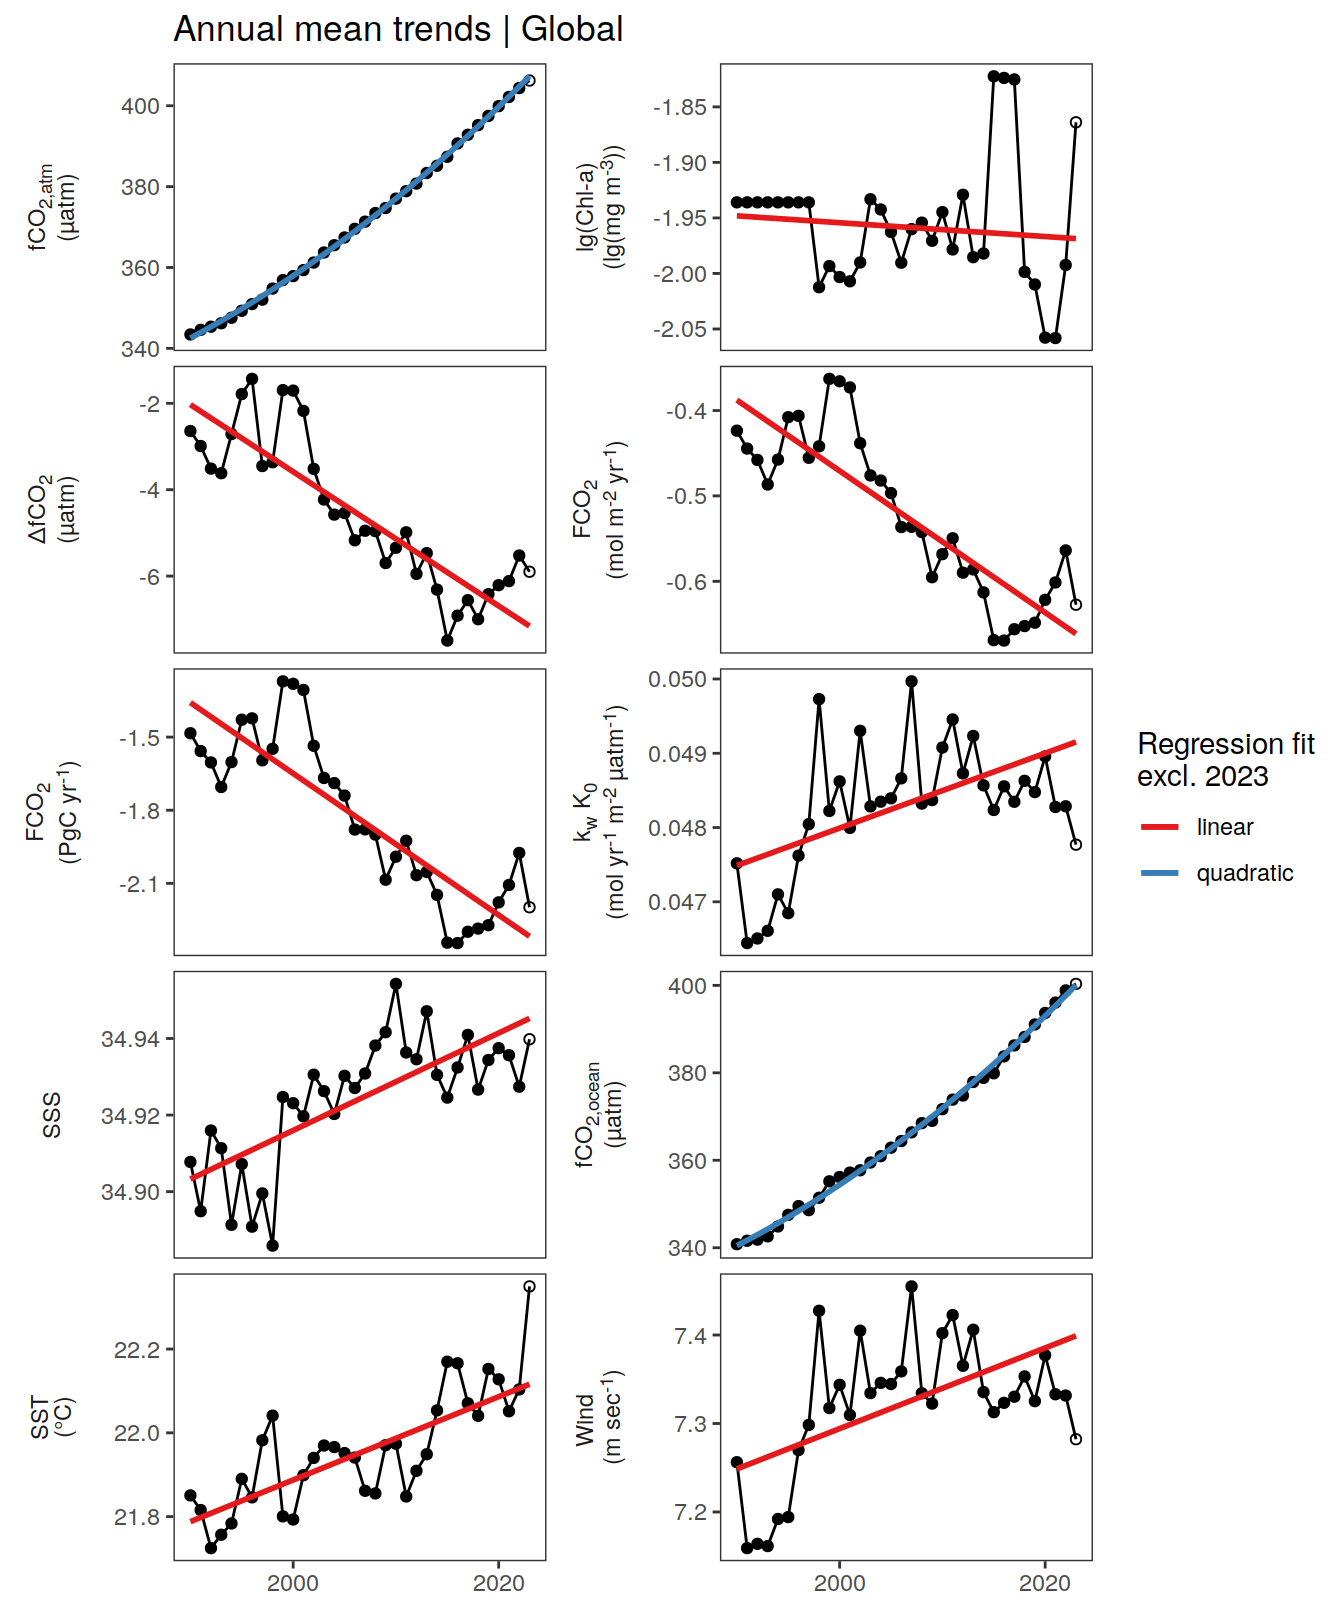 Annual mean trends | Global
fCO2,atm
(µatm)
400
380
360
340
lg(Chl-a)
(lg(mg m-3))
-1.85
-1.90
-1.95
-2.00
-2.05
ΔfCO2
(µatm)
-2
-4
-6
FCO2
(mol m-2 yr-1)
-0.4
-0.5
-0.6
FCO2
(PgC yr-1)
-1.5
-1.8
-2.1
kw K0
(mol yr-1 m-2 µatm-1)
0.050
0.049
0.048
0.047
Regression fit
excl. 2023
linear
quadratic
SSS
34.94
34.92
34.90
fCO2,ocean
(µatm)
400
380
360
340
SST
(°C)
22.2
22.0
21.8
2000
2020
Wind
(m sec-1)
7.4
7.3
7.2
2000
2020